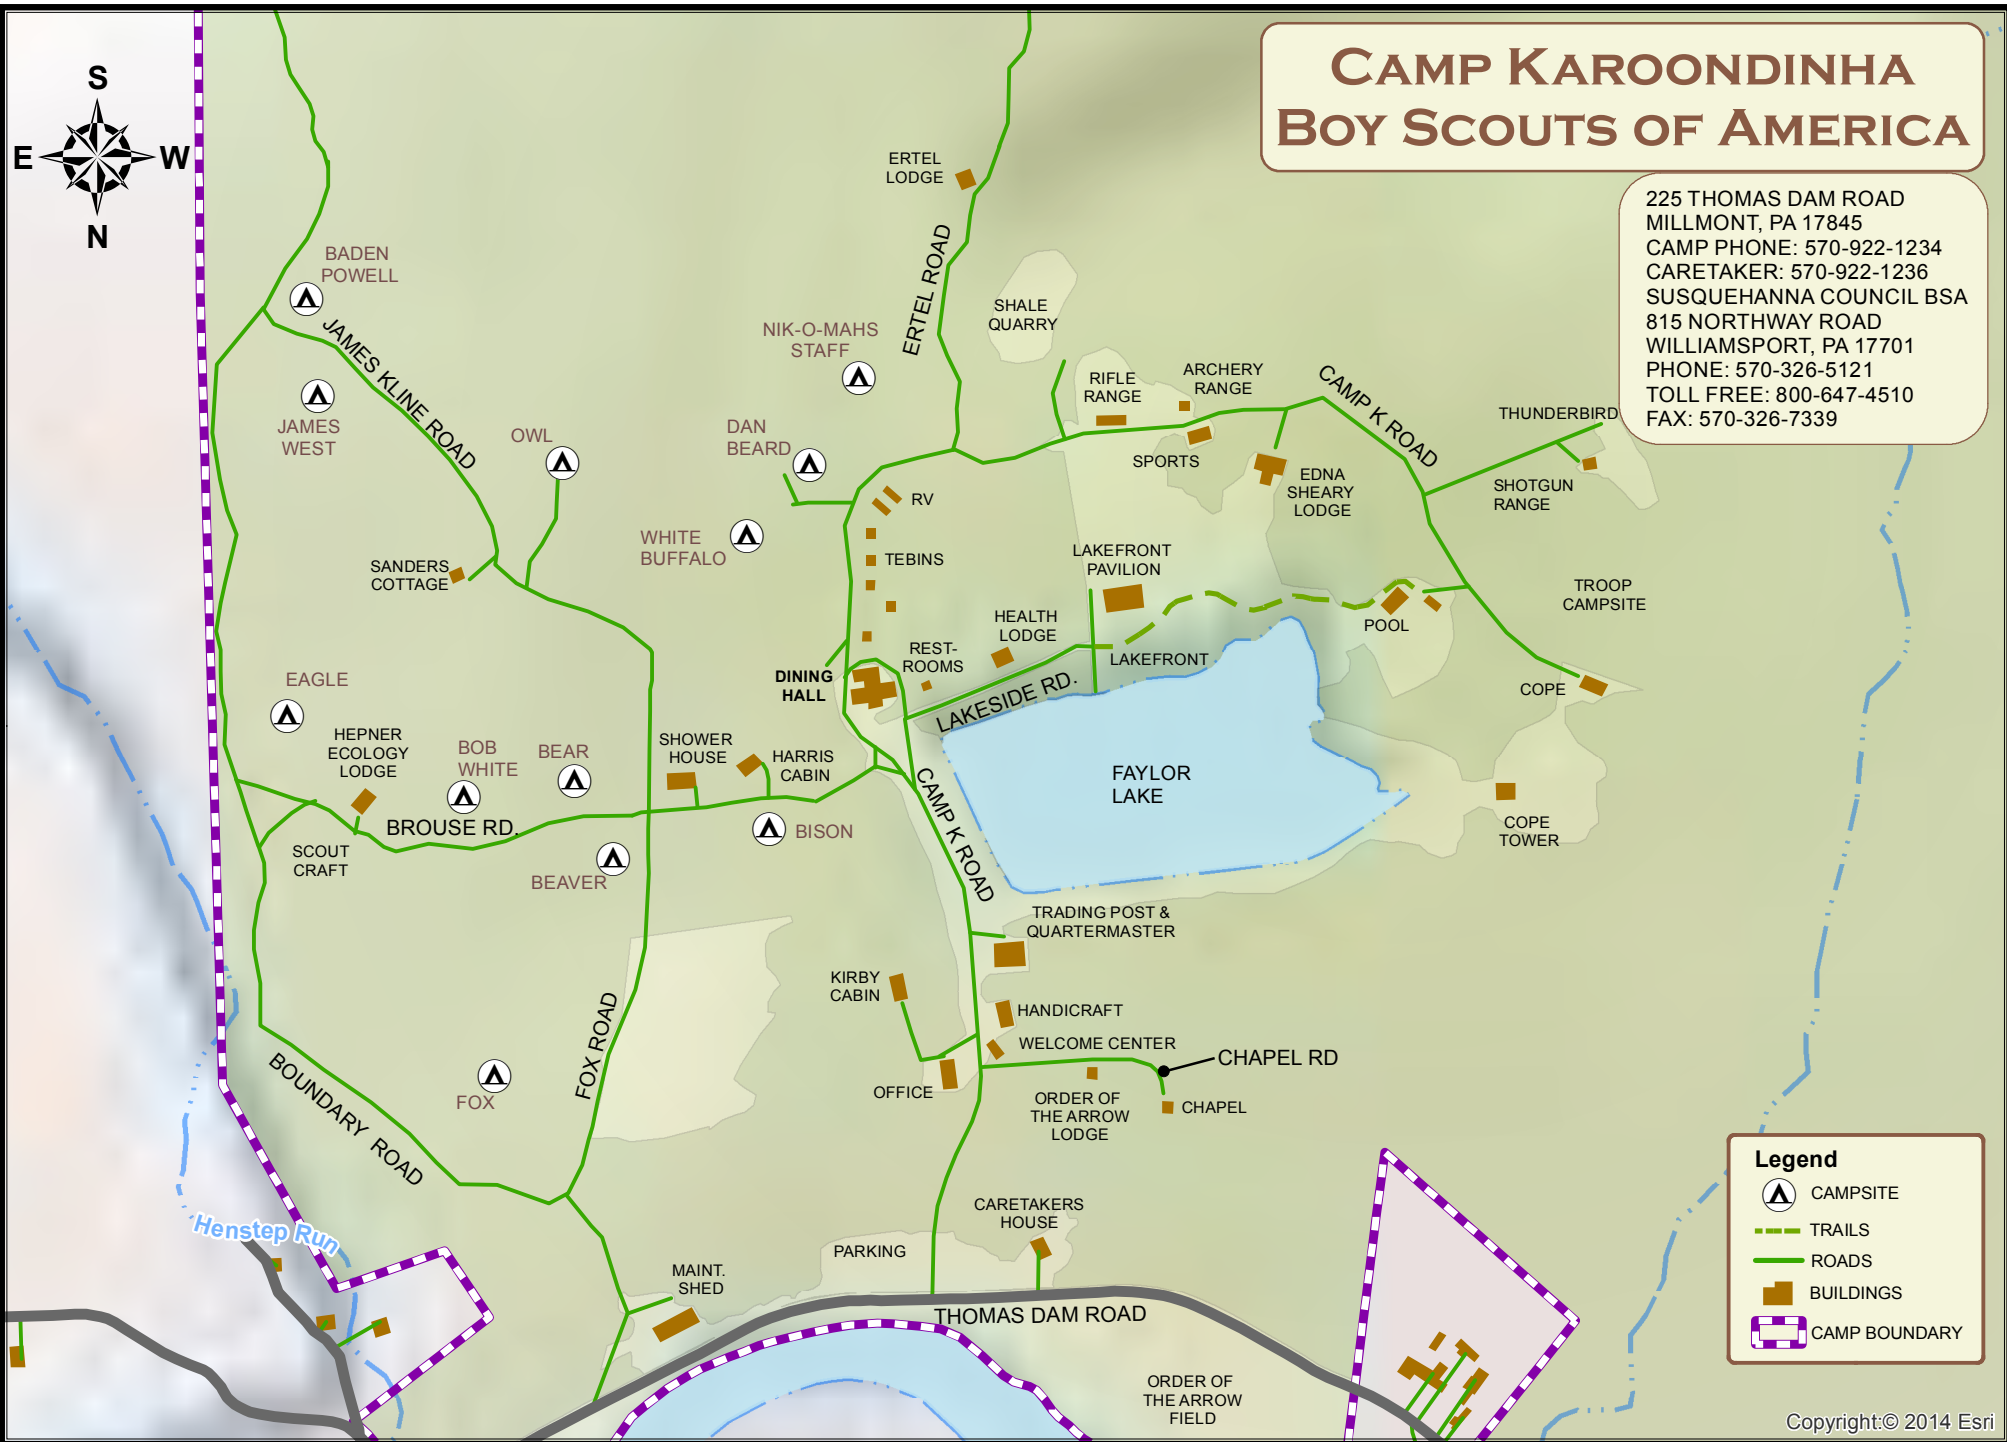 CAMP KAROONDINHA
BOY SCOUTS OF AMERICA
225 THOMAS DAM ROAD
MILLMONT, PA 17845
CAMP PHONE: 570-922-1234
CARETAKER: 570-922-1236
SUSQUEHANNA COUNCIL BSA
815 NORTHWAY ROAD
WILLIAMSPORT, PA 17701
PHONE: 570-326-5121
TOLL FREE: 800-647-4510
FAX: 570-326-7339
S
E
W
N
ERTEL
LODGE
BADEN
POWELL
ERTEL ROAD
SHALE
QUARRY
JAMES KLINE ROAD
NIK-O-MAHS
STAFF
RIFLE
RANGE
ARCHERY
RANGE
CAMP K ROAD
THUNDERBIRD
JAMES
WEST
OWL
DAN
BEARD
SPORTS
EDNA
SHEARY
LODGE
SHOTGUN
RANGE
RV
WHITE
BUFFALO
TEBINS
LAKEFRONT
PAVILION
SANDERS
COTTAGE
TROOP
CAMPSITE
HEALTH
LODGE
POOL
REST-
ROOMS
LAKEFRONT
DINING
HALL
LAKESIDE RD.
COPE
EAGLE
HEPNER
ECOLOGY
LODGE
BOB
WHITE
BEAR
SHOWER
HOUSE
HARRIS
CABIN
CAMP K ROAD
FAYLOR
LAKE
BROUSE RD.
BISON
COPE
TOWER
SCOUT
CRAFT
BEAVER
TRADING POST &
QUARTERMASTER
KIRBY
CABIN
HANDICRAFT
WELCOME CENTER
CHAPEL RD
FOX ROAD
BOUNDARY ROAD
FOX
OFFICE
ORDER OF
THE ARROW
LODGE
CHAPEL
Henstep Run
CARETAKERS
HOUSE
PARKING
MAINT.
SHED
THOMAS DAM ROAD
ORDER OF
THE ARROW
FIELD
Legend
CAMPSITE
TRAILS
ROADS
BUILDINGS
CAMP BOUNDARY
Copyright:© 2014 Esri